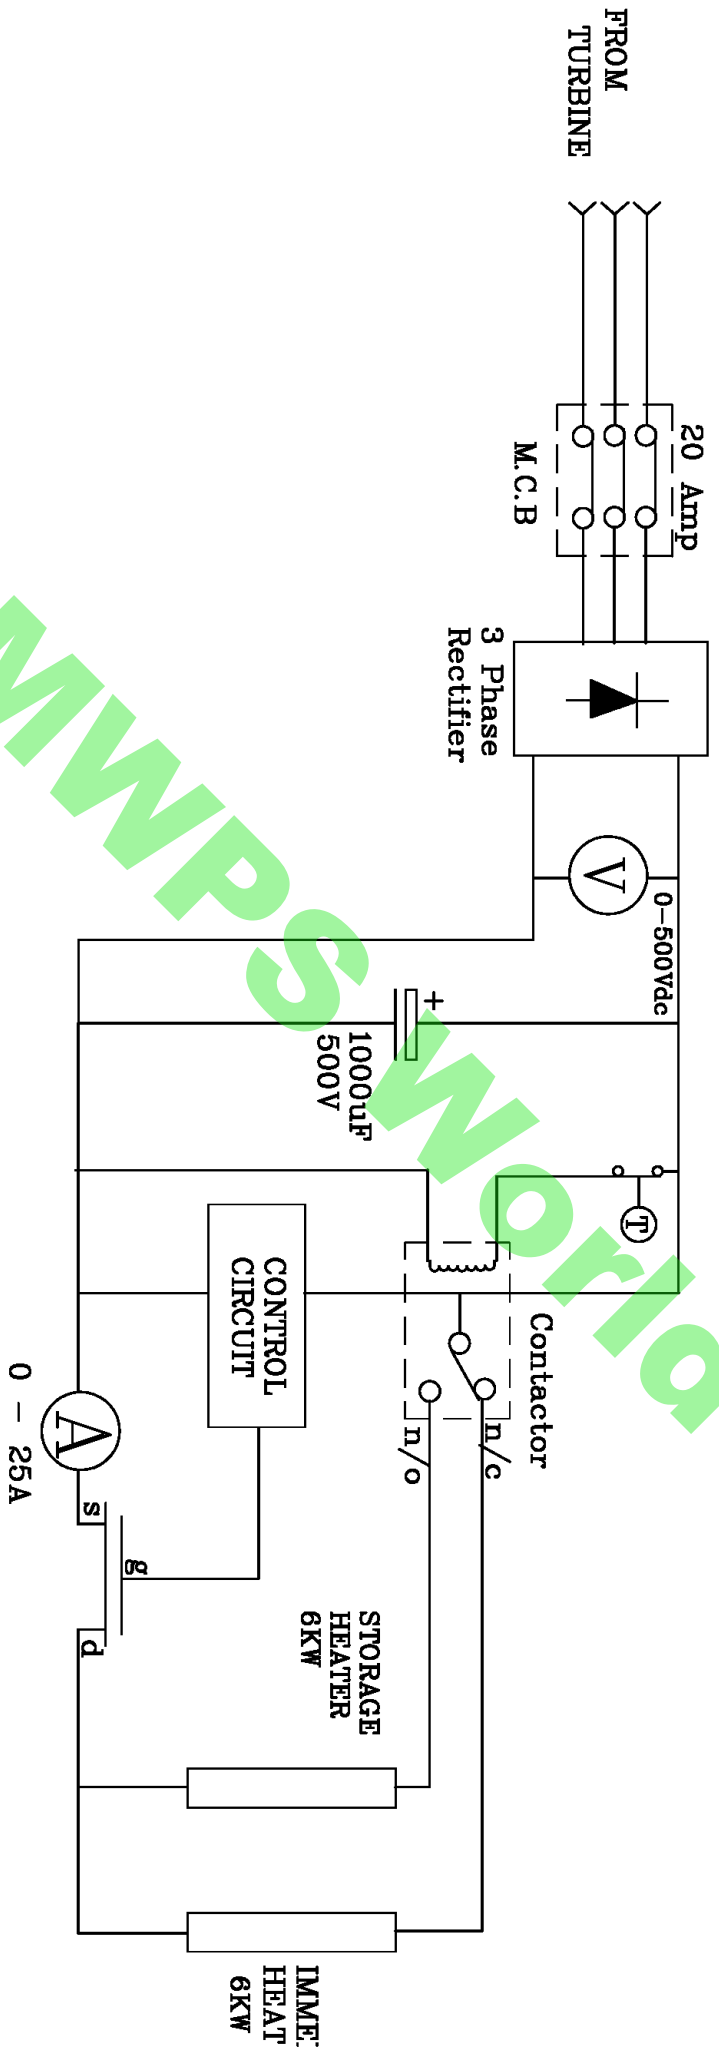 FROM
TURBINE
20 Amp
M.C.B
3 Phase
Rectifier
V
0-500Vdc
+
1000uF
500V
T
Contactor
n/c
n/o
CONTROL
CIRCUIT
A
0 - 25A
s
g
d
STORAGE
HEATER
6KW
IMME
HEAT
6KW
MWPS World